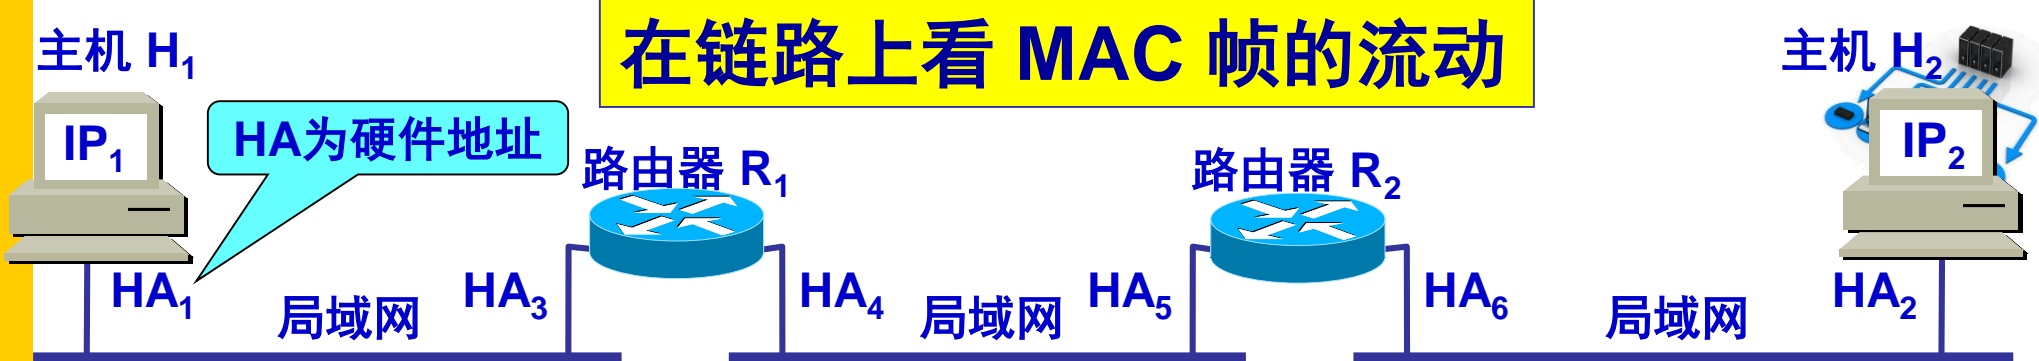 在链路上看 MAC 帧的流动
主机 H₁
主机 H₂
IP₁
HA为硬件地址
路由器 R₁
路由器 R₂
IP₂
HA₁
局域网
HA₃
HA₄
局域网
HA₅
HA₆
局域网
HA₂